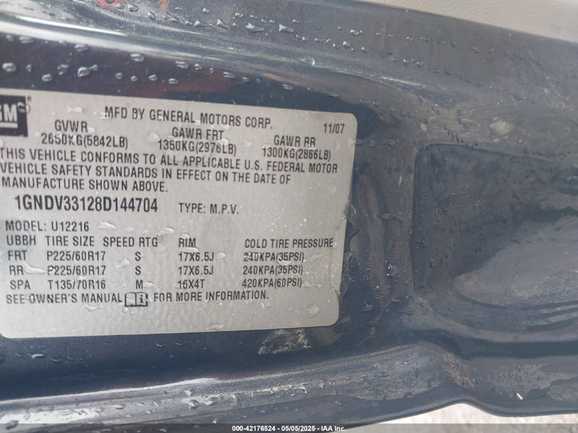 GM
MFD BY GENERAL MOTORS CORP. 11/07
GVWR GAWR FRT GAWR RR
2650KG(5842LB) 1350KG(2976LB) 1300KG(2866LB)
THIS VEHICLE CONFORMS TO ALL APPLICABLE U.S. FEDERAL MOTOR
VEHICLE SAFETY STANDARDS IN EFFECT ON THE DATE OF
MANUFACTURE SHOWN ABOVE.
1GNDV33128D144704 TYPE: M.P.V.
MODEL: U12216
UBBH TIRE SIZE SPEED RTG RIM COLD TIRE PRESSURE
FRT P225/60R17 S 17X6.5J 240KPA(35PSI)
RR P225/60R17 S 17X6.5J 240KPA(35PSI)
SPA T135/70R16 M 16X4T 420KPA(60PSI)
SEE OWNER'S MANUAL FOR MORE INFORMATION.
000-42176524 - 05/05/2025 - IAA Inc.